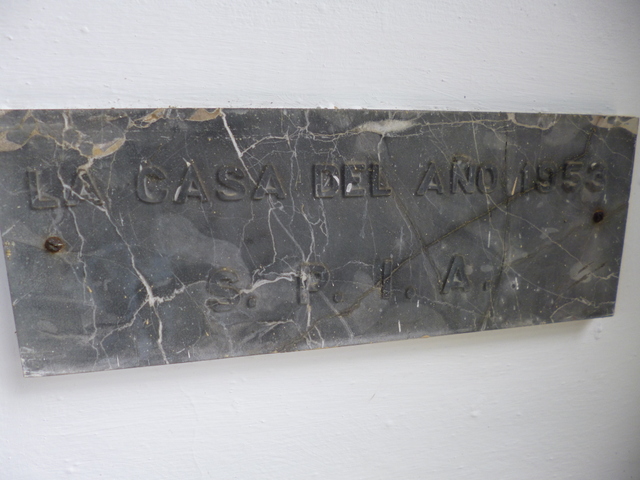 LA CASA DEL AÑO 1953
S. P. I. A.